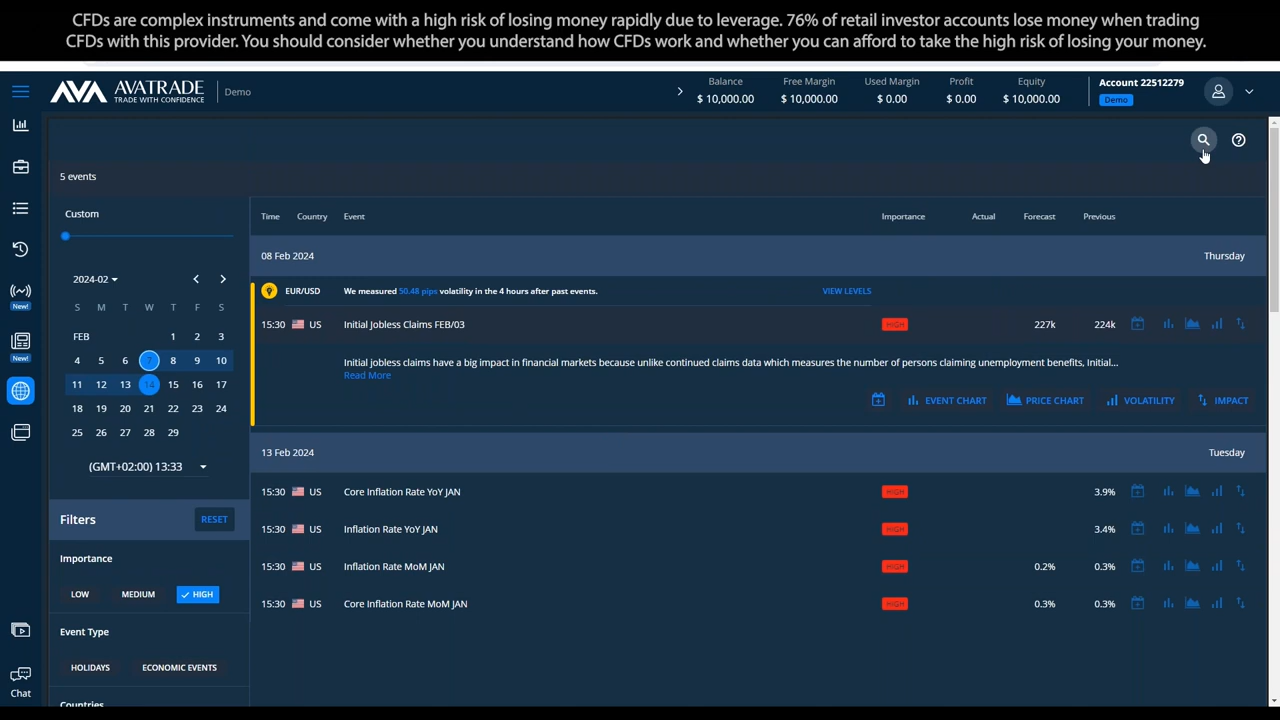 CFDs are complex instruments and come with a high risk of losing money rapidly due to leverage. 76% of retail investor accounts lose money when trading
CFDs with this provider. You should consider whether you understand how CFDs work and whether you can afford to take the high risk of losing your money.
AVA AVATRADE
TRADE WITH CONFIDENCE
Demo
Balance Free Margin Used Margin Profit Equity
$ 10,000.00 $ 10,000.00 $ 0.00 $ 0.00 $ 10,000.00
Account 22512279
Demo
5 events
Custom
2024-02
S M T W T F S
FEB 1 2 3
4 5 6 7 8 9 10
11 12 13 14 15 16 17
18 19 20 21 22 23 24
25 26 27 28 29
(GMT+02:00) 13:33
Filters RESET
Importance
LOW MEDIUM HIGH
Event Type
HOLIDAYS ECONOMIC EVENTS
Countries
Time Country Event Importance Actual Forecast Previous
08 Feb 2024 Thursday
EUR/USD We measured 50.48 pips volatility in the 4 hours after past events. VIEW LEVELS
15:30 US Initial Jobless Claims FEB/03 HIGH 227k 224k
Initial jobless claims have a big impact in financial markets because unlike continued claims data which measures the number of persons claiming unemployment benefits, Initial...
Read More
EVENT CHART PRICE CHART VOLATILITY IMPACT
13 Feb 2024 Tuesday
15:30 US Core Inflation Rate YoY JAN HIGH 3.9%
15:30 US Inflation Rate YoY JAN HIGH 3.4%
15:30 US Inflation Rate MoM JAN HIGH 0.2% 0.3%
15:30 US Core Inflation Rate MoM JAN HIGH 0.3% 0.3%
New!
New!
Chat